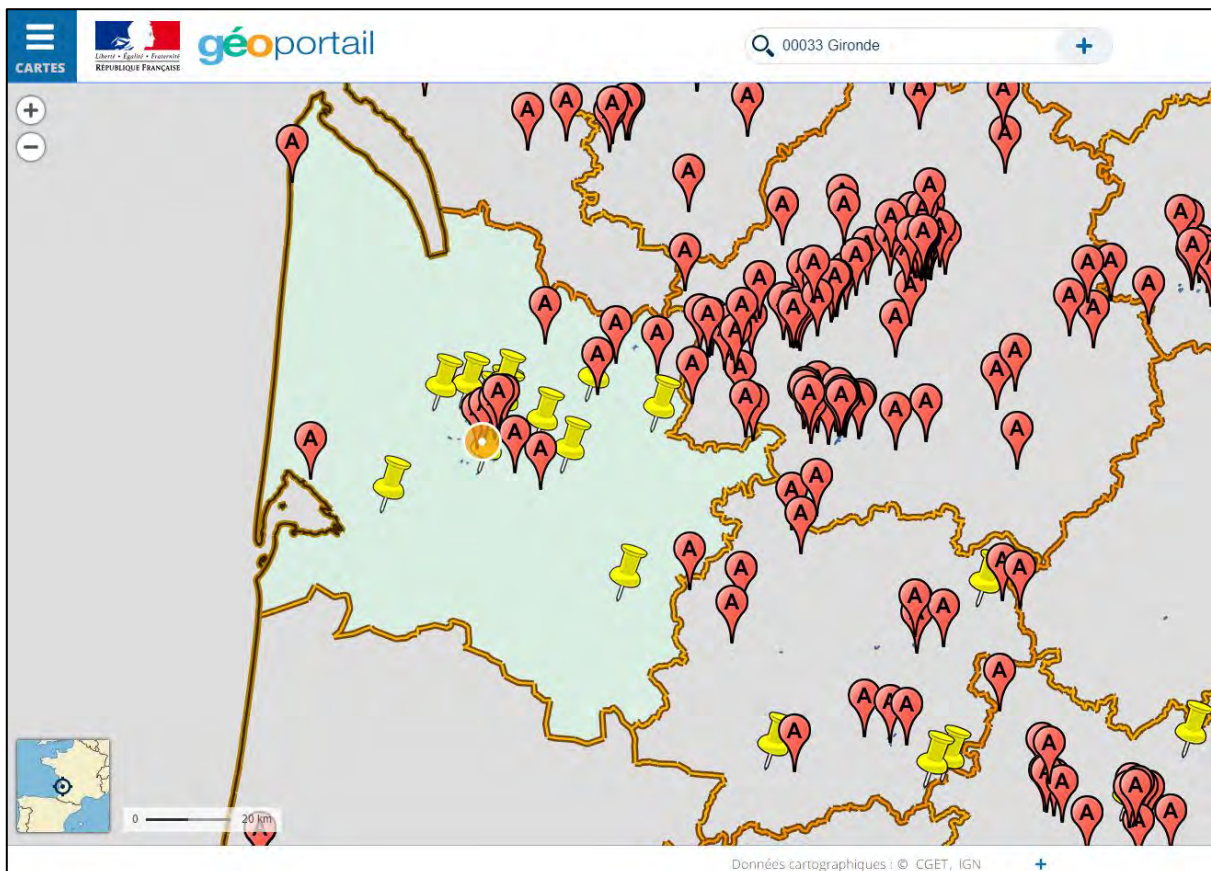 CARTES
Liberté • Égalité • Fraternité
RÉPUBLIQUE FRANÇAISE
géoportail
00033 Gironde
+
+
−
A
0 20 km
Données cartographiques : © CGET, IGN +